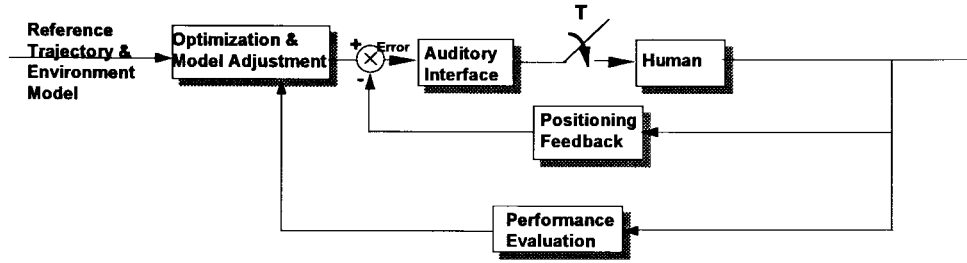 Reference
Trajectory &
Environment
Model
Optimization &
Model Adjustment
+
Error
-
Auditory
Interface
T
Human
Positioning
Feedback
Performance
Evaluation